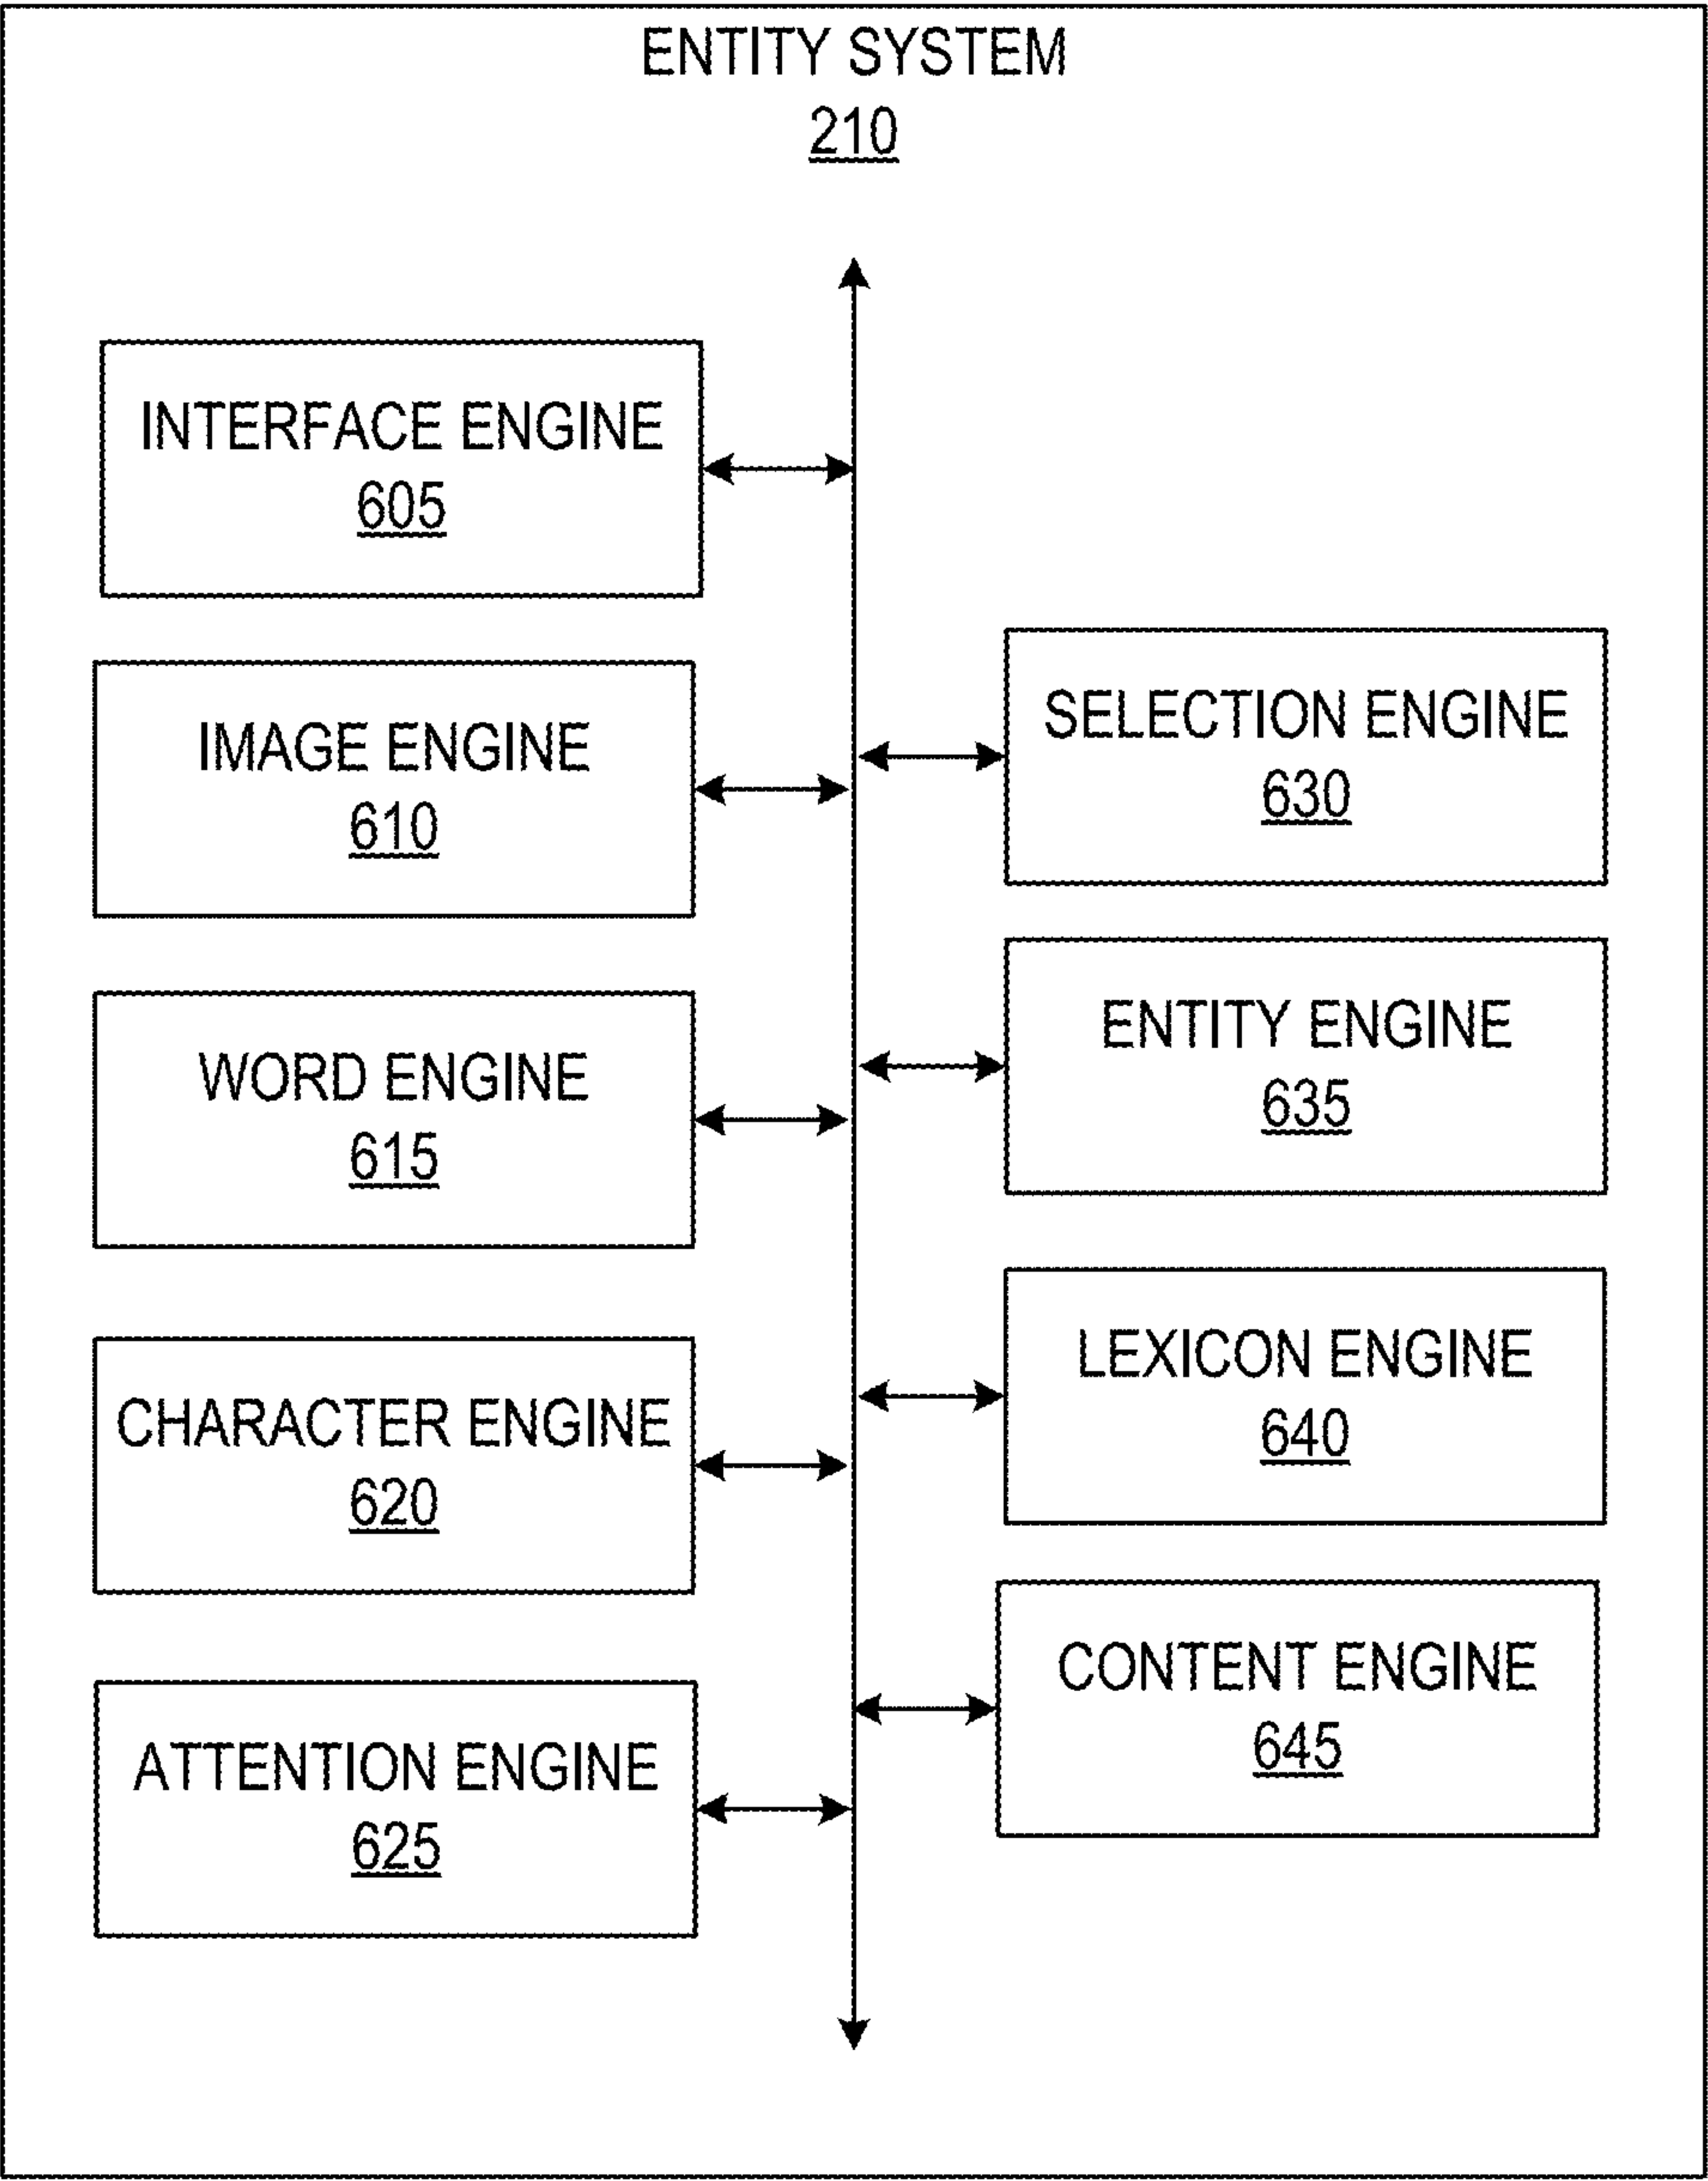 ENTITY SYSTEM
210
INTERFACE ENGINE
605
IMAGE ENGINE
610
WORD ENGINE
615
CHARACTER ENGINE
620
ATTENTION ENGINE
625
SELECTION ENGINE
630
ENTITY ENGINE
635
LEXICON ENGINE
640
CONTENT ENGINE
645